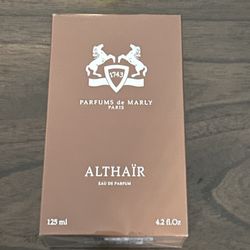 1743
PARFUMS de MARLY
PARIS
ALTHAÏR
EAU DE PARFUM
125 ml 4.2 fl.Oz